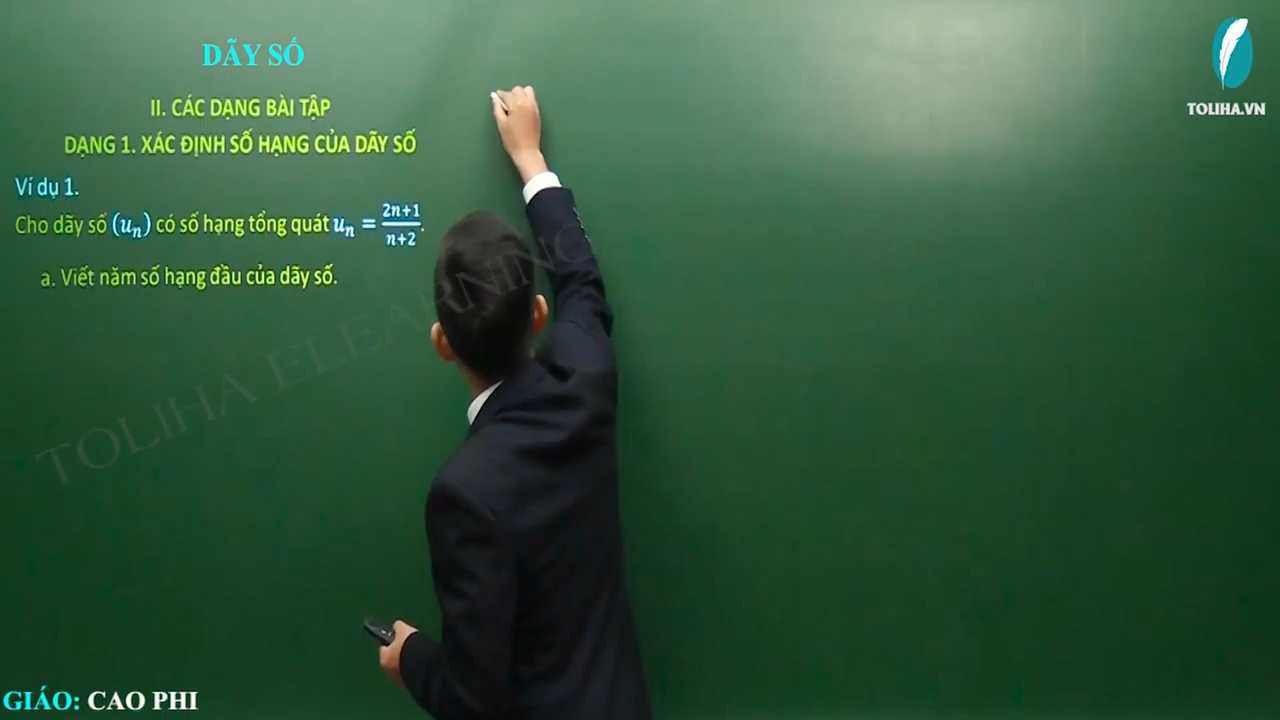 DÃY SỐ
TOLIHA.VN
II. CÁC DẠNG BÀI TẬP
DẠNG 1. XÁC ĐỊNH SỐ HẠNG CỦA DÃY SỐ
Ví dụ 1.
Cho dãy số (uₙ) có số hạng tổng quát uₙ = (2n+1)/(n+2).
a. Viết năm số hạng đầu của dãy số.
TOLIHA ELEARNING
GIÁO: CAO PHI